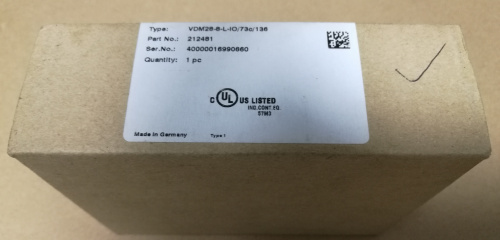 Type: VDM28-8-L-IO/73c/136
Part No.: 212481
Ser.No.: 40000016990660
Quantity: 1 pc
C UL US LISTED
IND.CONT.EQ.
57M3
Made in Germany Type 1